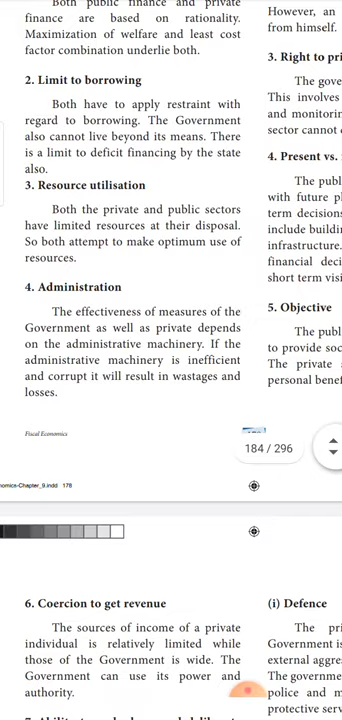 Both public finance and private
finance are based on rationality.
Maximization of welfare and least cost
factor combination underlie both.
2. Limit to borrowing
Both have to apply restraint with
regard to borrowing. The Government
also cannot live beyond its means. There
is a limit to deficit financing by the state
also.
3. Resource utilisation
Both the private and public sectors
have limited resources at their disposal.
So both attempt to make optimum use of
resources.
4. Administration
The effectiveness of measures of the
Government as well as private depends
on the administrative machinery. If the
administrative machinery is inefficient
and corrupt it will result in wastages and
losses.
However, an
from himself.
3. Right to pri
The gove
This involves
and monitorin
sector cannot
4. Present vs.
The publ
with future pl
term decisions
include buildin
infrastructure.
financial deci
short term visi
5. Objective
The publ
to provide soc
The private
personal benef
Fiscal Economics
184 / 296
nomics-Chapter_9.indd 178
6. Coercion to get revenue
The sources of income of a private
individual is relatively limited while
those of the Government is wide. The
Government can use its power and
authority.
(i) Defence
The pri
Government is
external aggre
The governme
police and m
protective serv